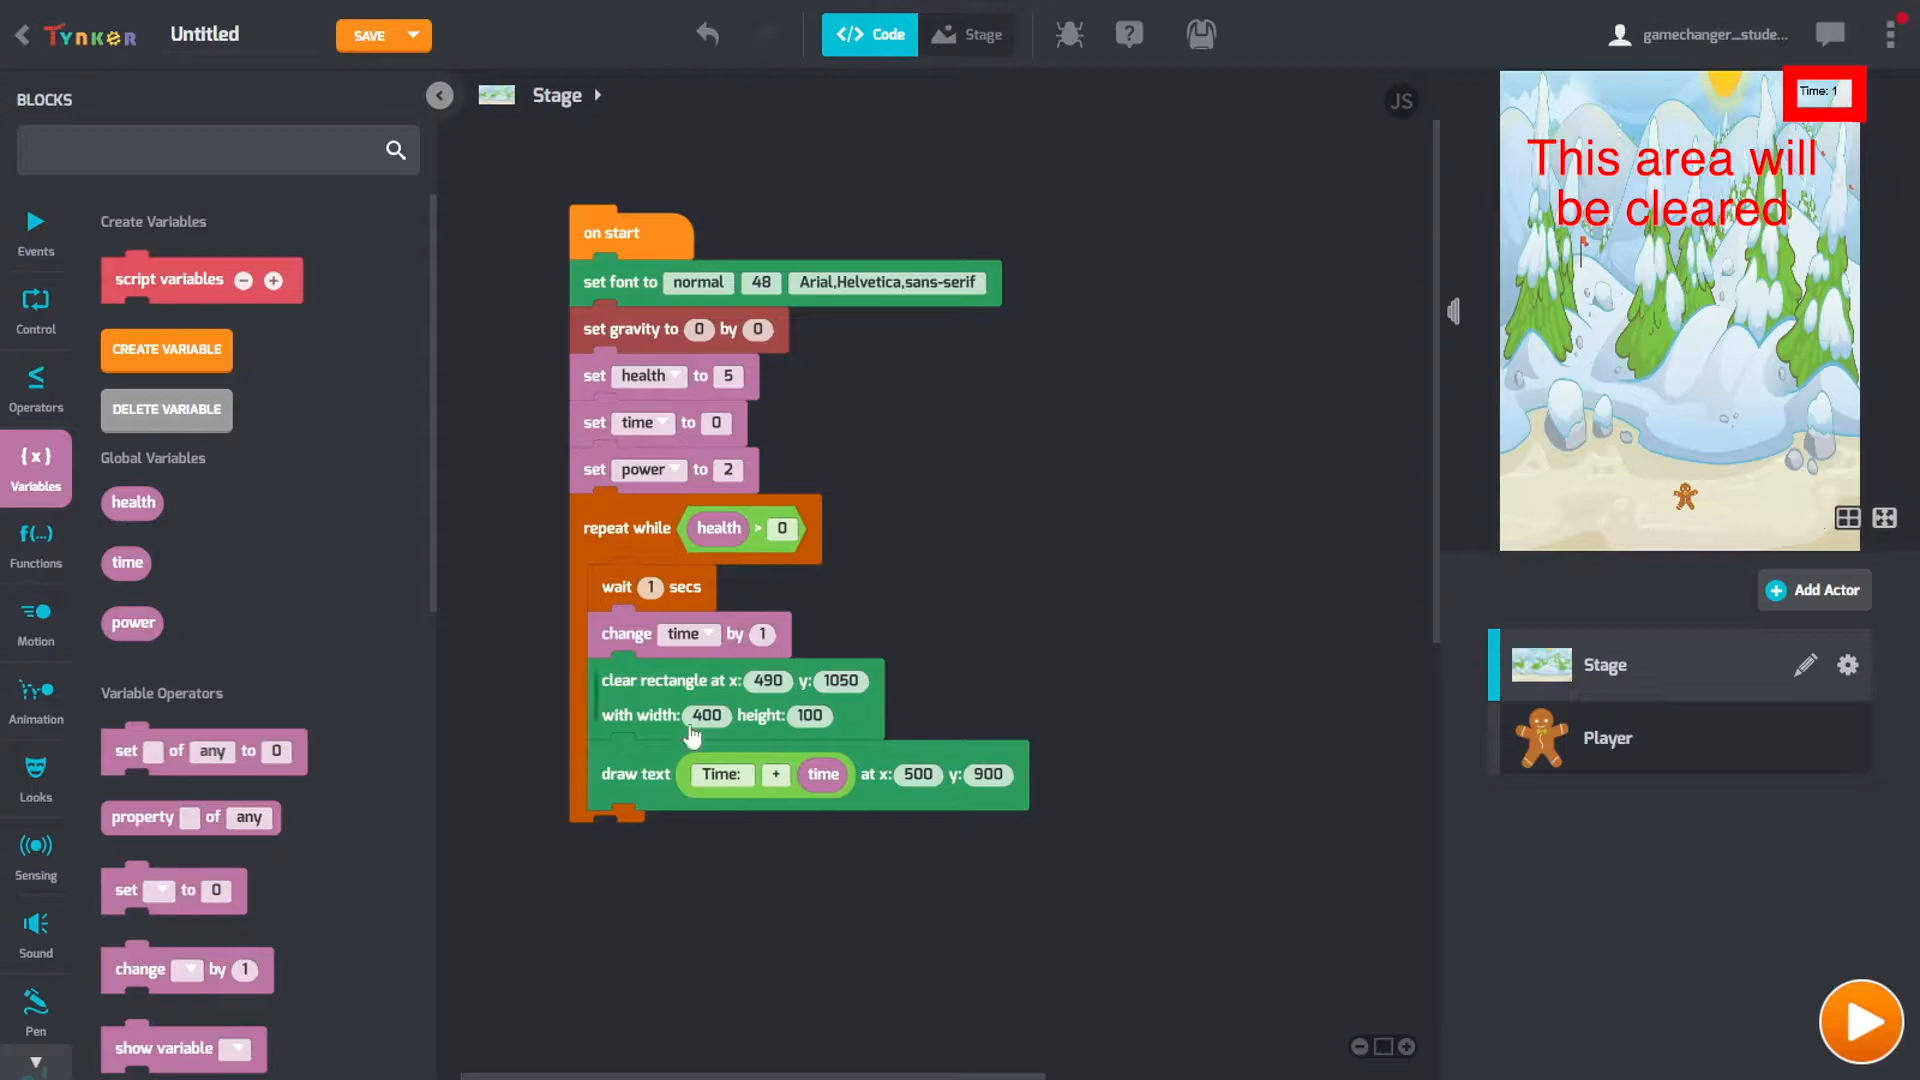 TYNKER
Untitled
SAVE
</> Code
Stage
?
gamechanger_stude...
BLOCKS
Stage
JS
Events
Control
Operators
{x}
Variables
f(...)
Functions
Motion
Animation
Looks
Sensing
Sound
Pen
Create Variables
script variables
CREATE VARIABLE
DELETE VARIABLE
Global Variables
health
time
power
Variable Operators
set of any to 0
property of any
set to 0
change by 1
show variable
on start
set font to normal 48 Arial,Helvetica,sans-serif
set gravity to 0 by 0
set health to 5
set time to 0
set power to 2
repeat while health > 0
wait 1 secs
change time by 1
clear rectangle at x: 490 y: 1050
with width: 400 height: 100
draw text Time: + time at x: 500 y: 900
Time: 1
This area will
be cleared
Add Actor
Stage
Player